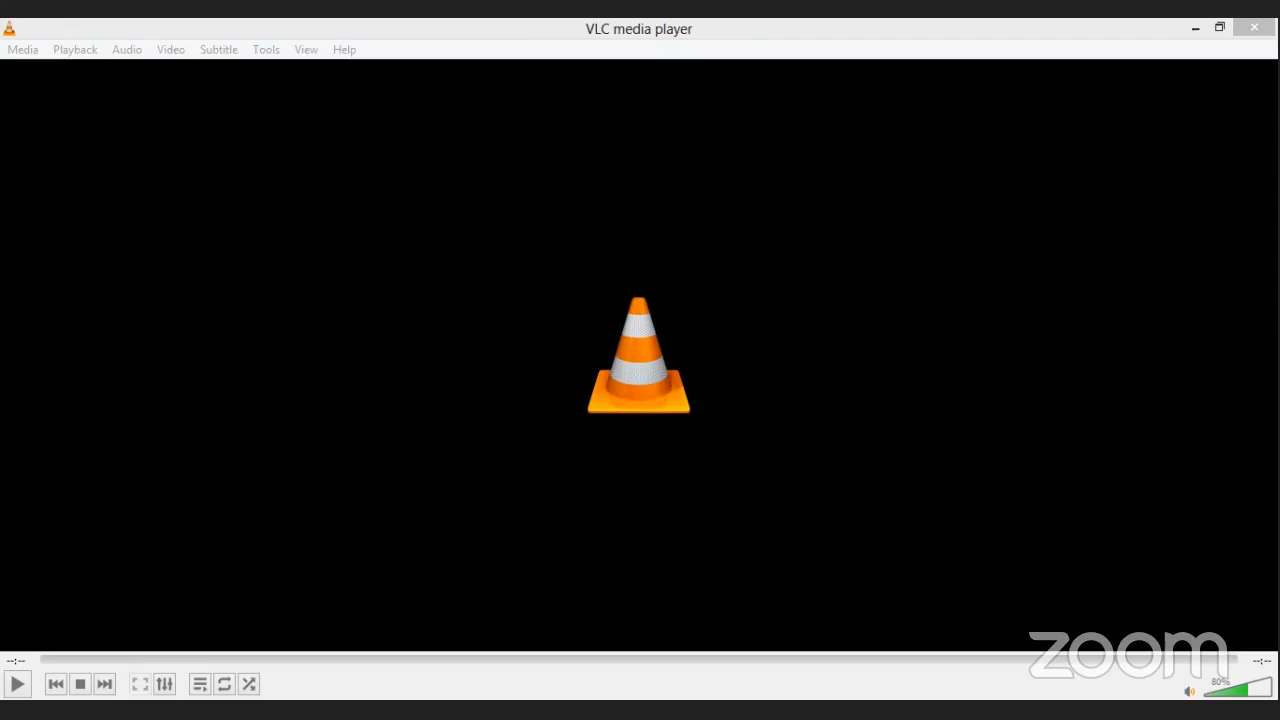 VLC media player
Media Playback Audio Video Subtitle Tools View Help
--:-- --:--
zoom
80%